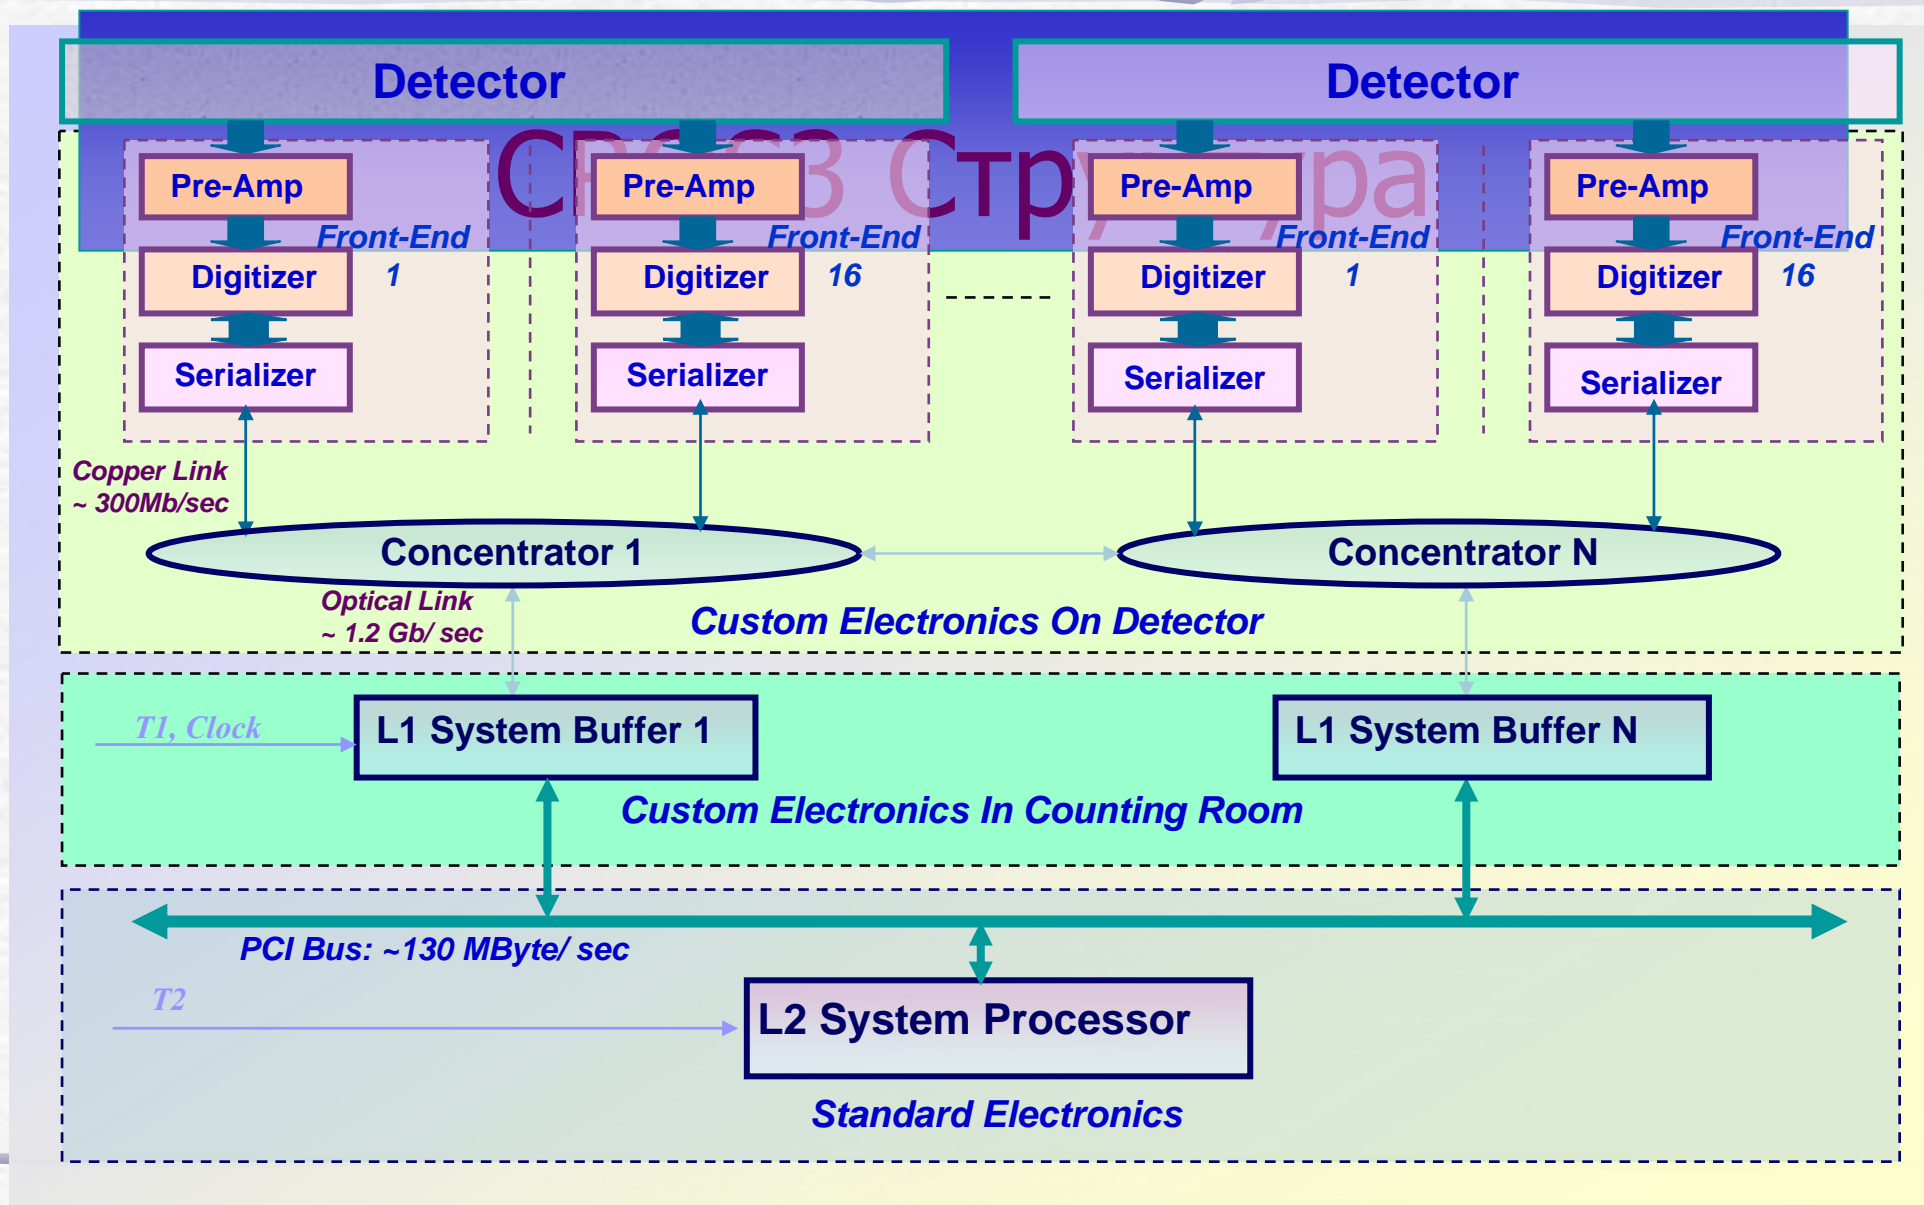 Detector
Detector
CROS3 Структура
Pre-Amp
Pre-Amp
Pre-Amp
Pre-Amp
Front-End
1
Front-End
16
Front-End
1
Front-End
16
Digitizer
Digitizer
Digitizer
Digitizer
Serializer
Serializer
Serializer
Serializer
Copper Link
~ 300Mb/sec
Concentrator 1
Concentrator N
Optical Link
~ 1.2 Gb/ sec
Custom Electronics On Detector
T1, Clock
L1 System Buffer 1
L1 System Buffer N
Custom Electronics In Counting Room
PCI Bus: ~130 MByte/ sec
T2
L2 System Processor
Standard Electronics